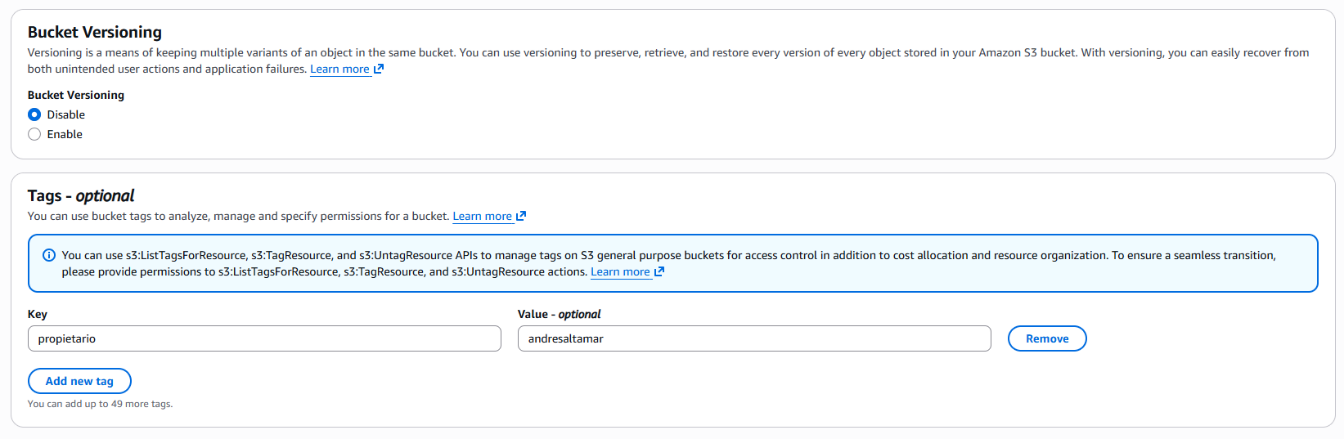 Bucket Versioning
Versioning is a means of keeping multiple variants of an object in the same bucket. You can use versioning to preserve, retrieve, and restore every version of every object stored in your Amazon S3 bucket. With versioning, you can easily recover from
both unintended user actions and application failures. Learn more
Bucket Versioning
Disable
Enable
Tags - optional
You can use bucket tags to analyze, manage and specify permissions for a bucket. Learn more
You can use s3:ListTagsForResource, s3:TagResource, and s3:UntagResource APIs to manage tags on S3 general purpose buckets for access control in addition to cost allocation and resource organization. To ensure a seamless transition,
please provide permissions to s3:ListTagsForResource, s3:TagResource, and s3:UntagResource actions. Learn more
Key Value - optional
propietario andresaltamar Remove
Add new tag
You can add up to 49 more tags.